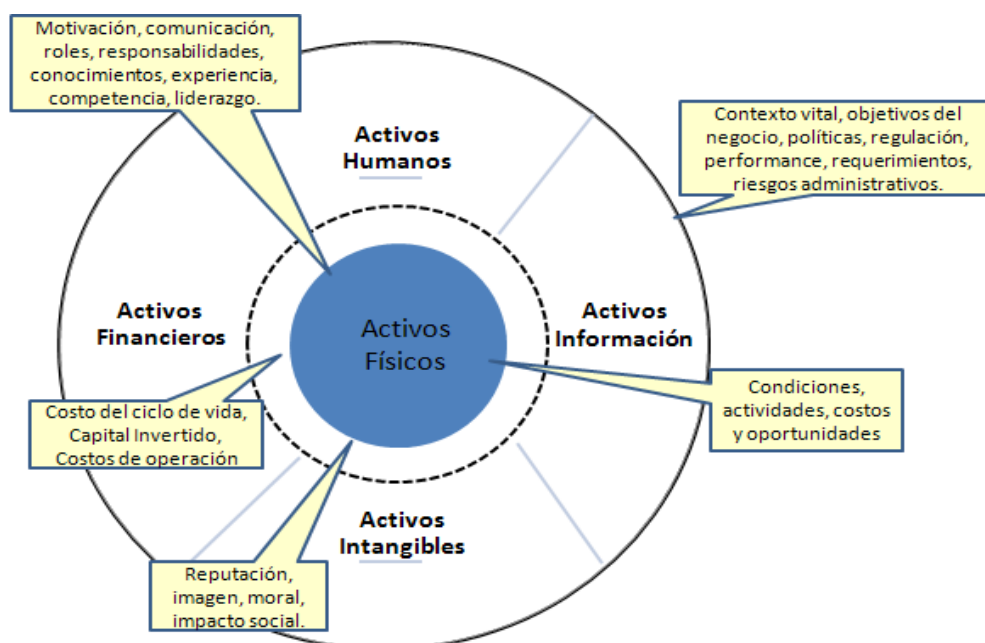 Motivación, comunicación,
roles, responsabilidades,
conocimientos, experiencia,
competencia, liderazgo.
Contexto vital, objetivos del
negocio, políticas, regulación,
performance, requerimientos,
riesgos administrativos.
Activos
Humanos
Activos
Financieros
Activos
Físicos
Activos
Información
Costo del ciclo de vida,
Capital Invertido,
Costos de operación
Condiciones,
actividades, costos
y oportunidades
Activos
Intangibles
Reputación,
imagen, moral,
impacto social.